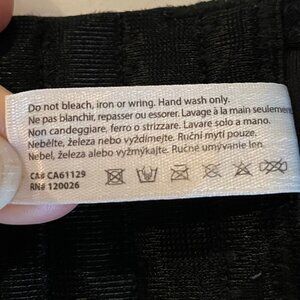 Do not bleach, iron or wring. Hand wash only.
Ne pas blanchir, repasser ou essorer. Lavage à la main seulement
Non candeggiare, ferro o strizzare. Lavare solo a mano.
Nebělte, železa nebo vyždímejte. Ruční mytí pouze.
Nebel, železa alebo vyžmýkajte. Ručné umývanie len.
CA# CA61129
RN# 120026